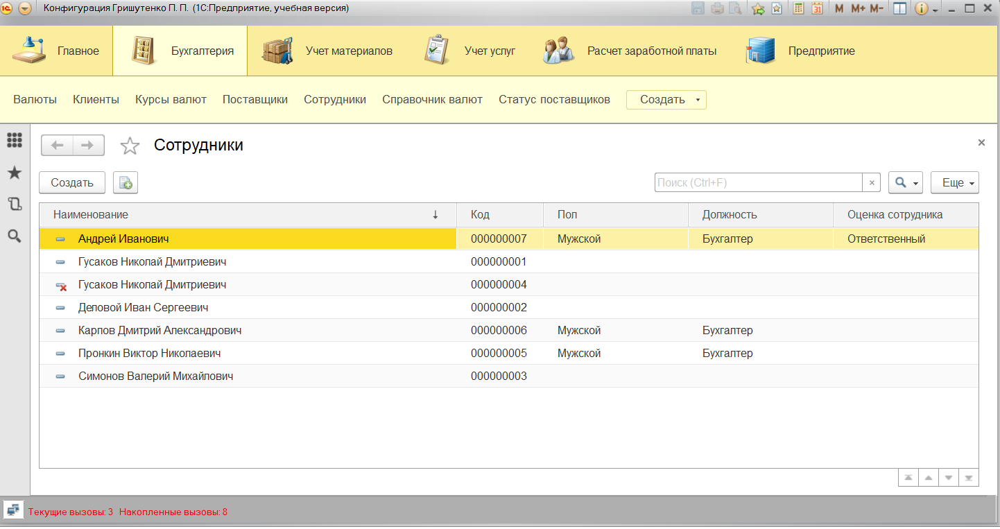 1С Конфигурация Гришутенко П. П. (1С:Предприятие, учебная версия) 31 M M+ M-
Главное Бухгалтерия Учет материалов Учет услуг Расчет заработной платы Предприятие
Валюты Клиенты Курсы валют Поставщики Сотрудники Справочник валют Статус поставщиков Создать
Сотрудники
Создать Поиск (Ctrl+F) × Еще
Наименование ↓ Код Пол Должность Оценка сотрудника
Андрей Иванович 000000007 Мужской Бухгалтер Ответственный
Гусаков Николай Дмитриевич 000000001
Гусаков Николай Дмитриевич 000000004
Деловой Иван Сергеевич 000000002
Карпов Дмитрий Александрович 000000006 Мужской Бухгалтер
Пронкин Виктор Николаевич 000000005 Мужской Бухгалтер
Симонов Валерий Михайлович 000000003
Текущие вызовы: 3 Накопленные вызовы: 8